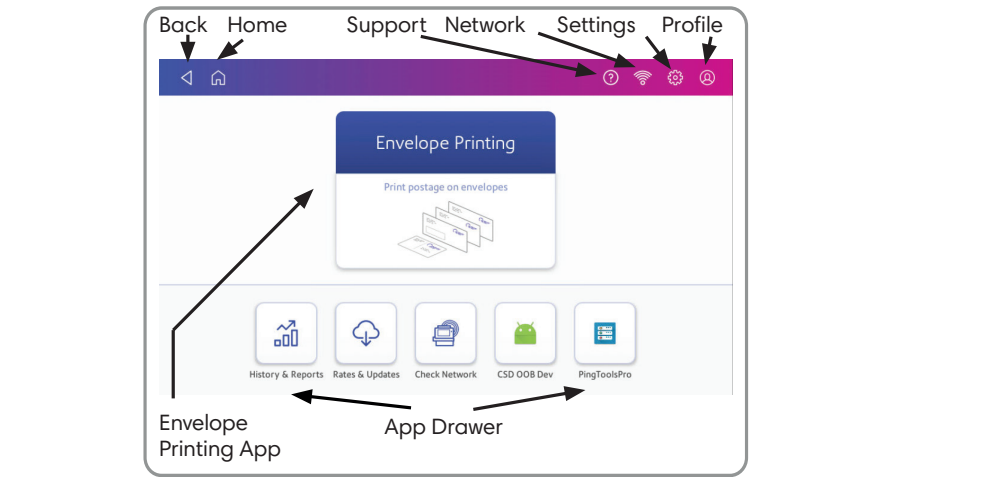 Back Home Support Network Settings Profile
Envelope Printing
Print postage on envelopes
History & Reports Rates & Updates Check Network CSD OOB Dev PingToolsPro
Envelope
Printing App
App Drawer